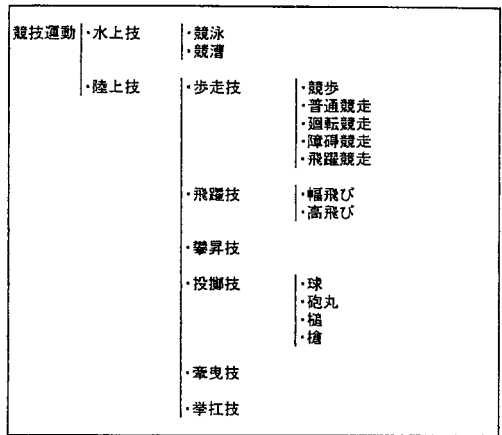 競技運動 ・水上技 ・競泳
・競漕
・陸上技 ・歩走技 ・競歩
・普通競走
・廻転競走
・障碍競走
・飛躍競走
・飛躍技 ・幅飛び
・高飛び
・攀昇技
・投擲技 ・球
・砲丸
・槌
・槍
・牽曳技
・挙扛技